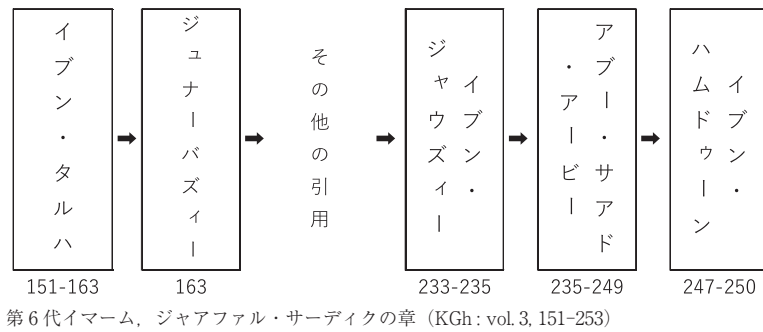 イブン・タルハ
ジュナーバズィー
その他の引用
イブン・
ジャウズィー
アブー・サアド
・アービー
イブン・
ハムドゥーン
151-163
163
233-235
235-249
247-250
第6代イマーム，ジャアファル・サーディクの章（KGh: vol. 3, 151-253）